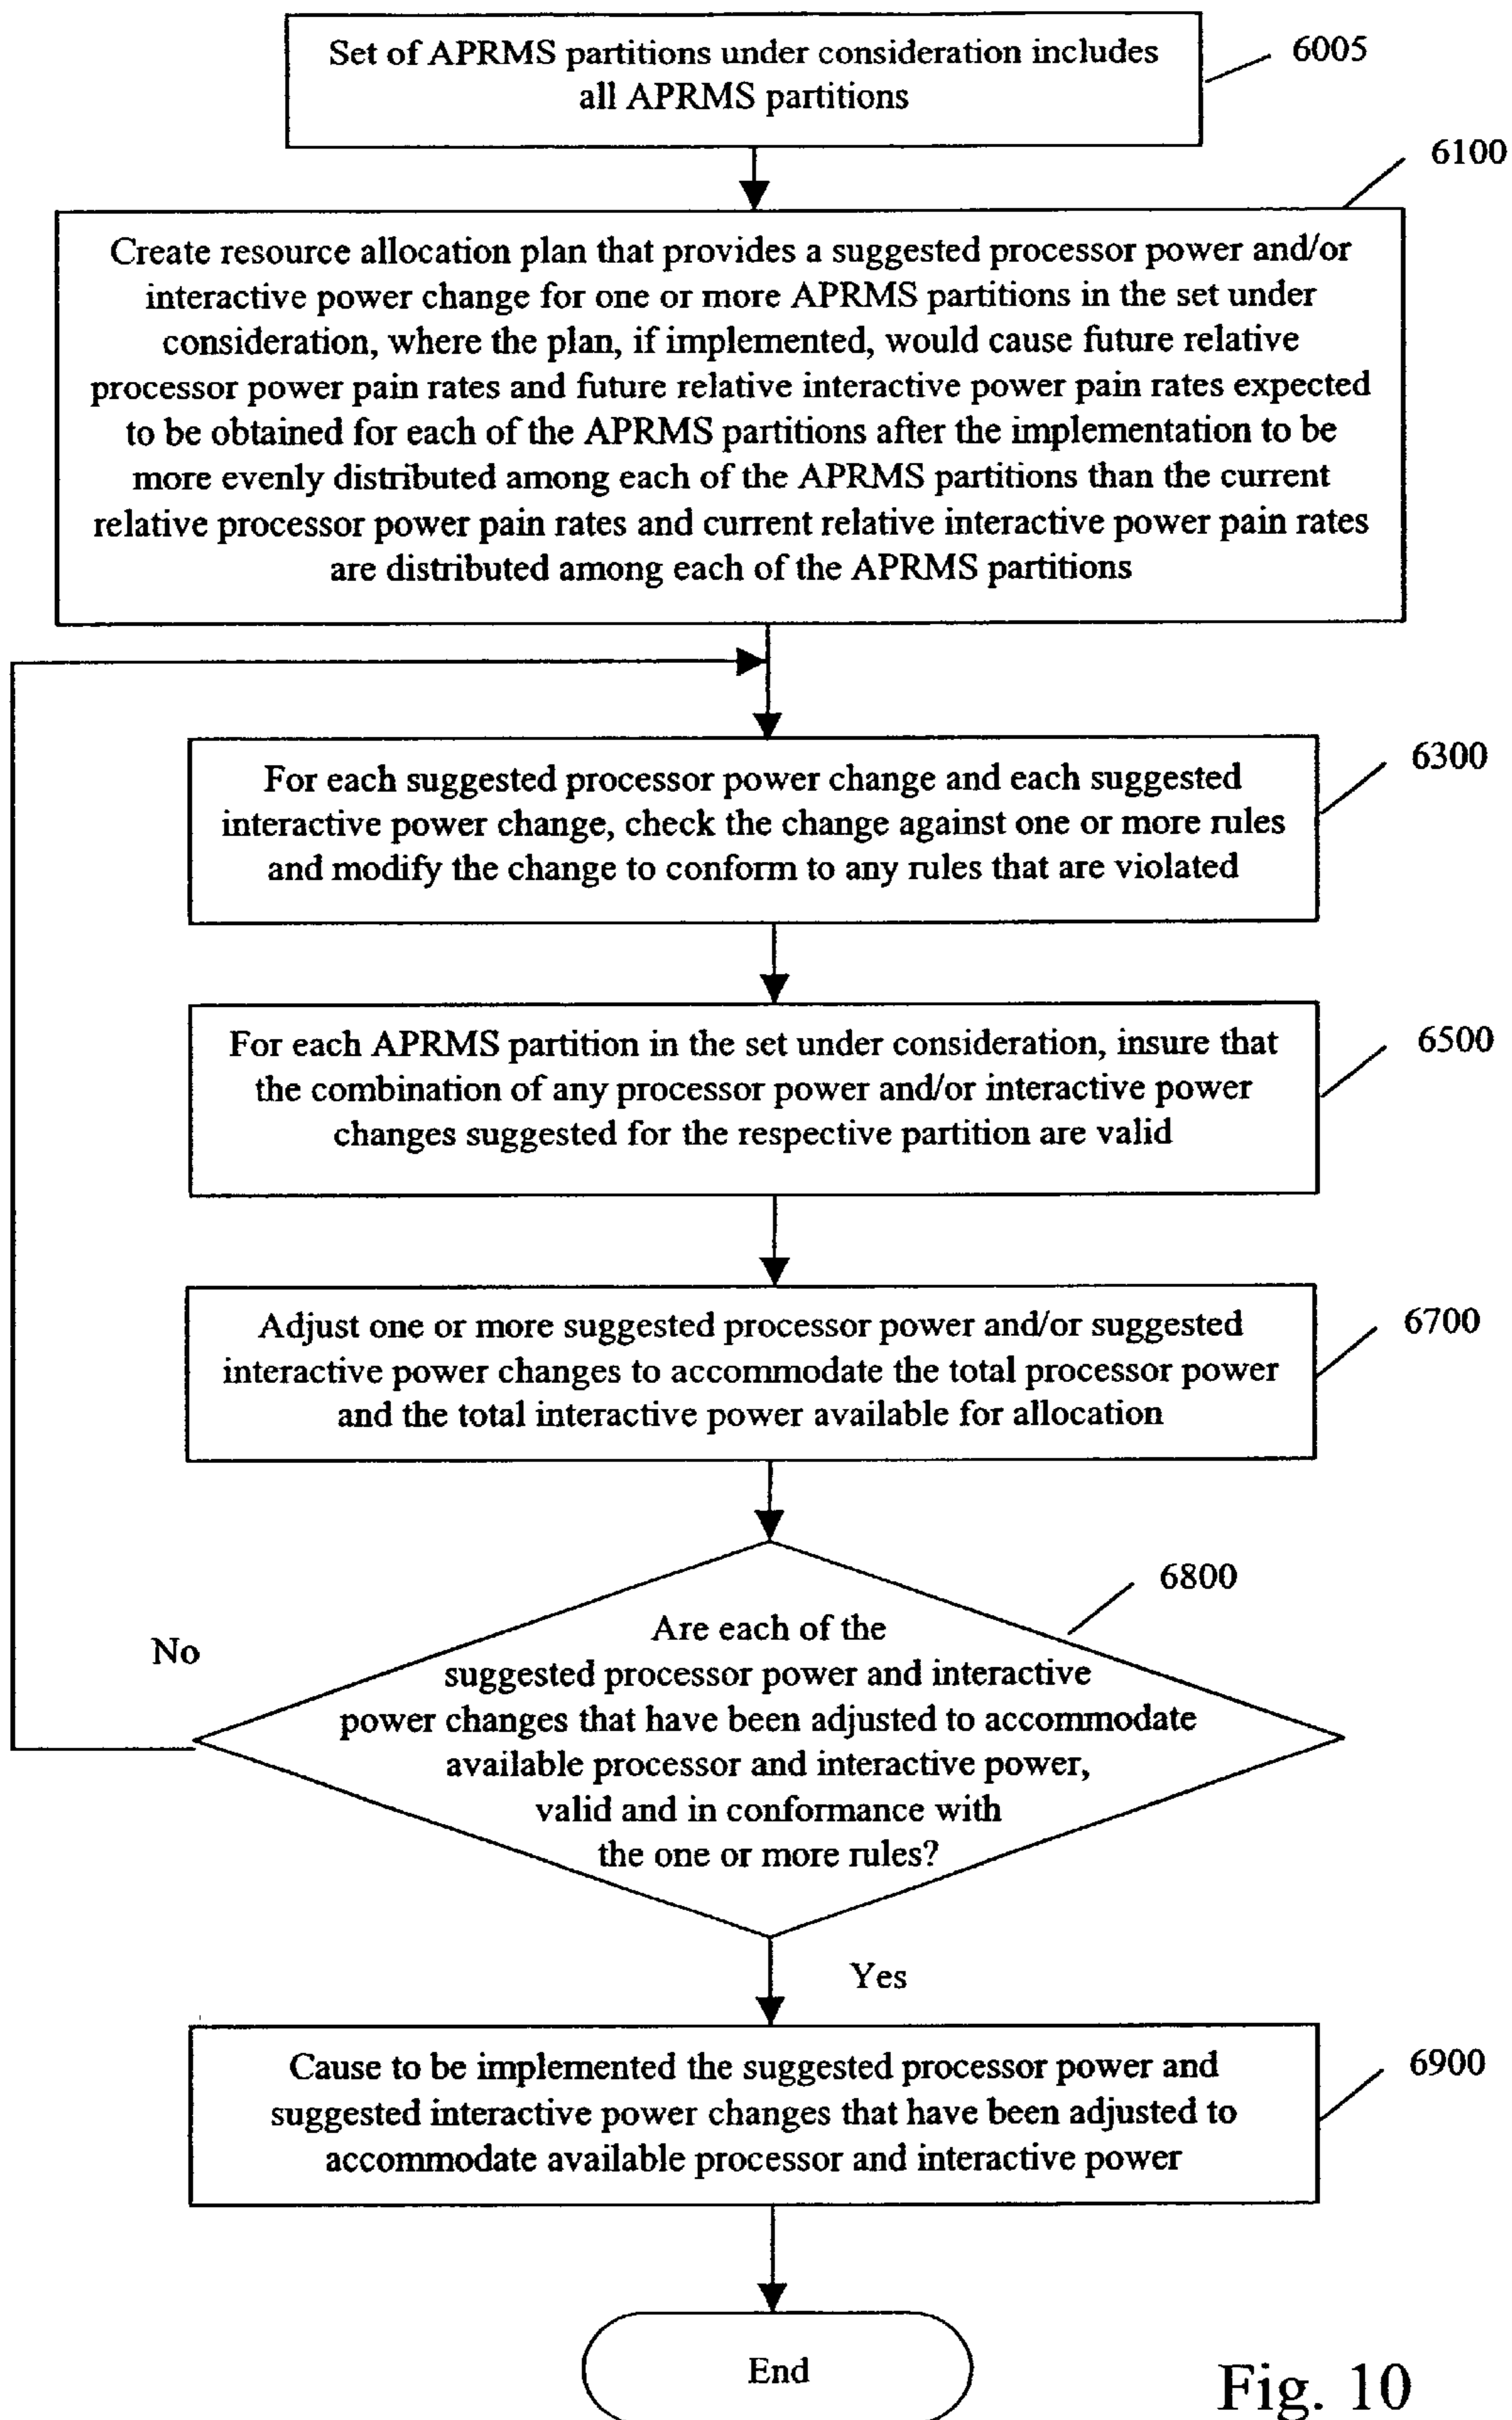 Set of APRMS partitions under consideration includes
all APRMS partitions
6005
6100
Create resource allocation plan that provides a suggested processor power and/or
interactive power change for one or more APRMS partitions in the set under
consideration, where the plan, if implemented, would cause future relative
processor power pain rates and future relative interactive power pain rates expected
to be obtained for each of the APRMS partitions after the implementation to be
more evenly distributed among each of the APRMS partitions than the current
relative processor power pain rates and current relative interactive power pain rates
are distributed among each of the APRMS partitions
6300
For each suggested processor power change and each suggested
interactive power change, check the change against one or more rules
and modify the change to conform to any rules that are violated
6500
For each APRMS partition in the set under consideration, insure that
the combination of any processor power and/or interactive power
changes suggested for the respective partition are valid
6700
Adjust one or more suggested processor power and/or suggested
interactive power changes to accommodate the total processor power
and the total interactive power available for allocation
6800
No
Are each of the
suggested processor power and interactive
power changes that have been adjusted to accommodate
available processor and interactive power,
valid and in conformance with
the one or more rules?
Yes
6900
Cause to be implemented the suggested processor power and
suggested interactive power changes that have been adjusted to
accommodate available processor and interactive power
End
Fig. 10